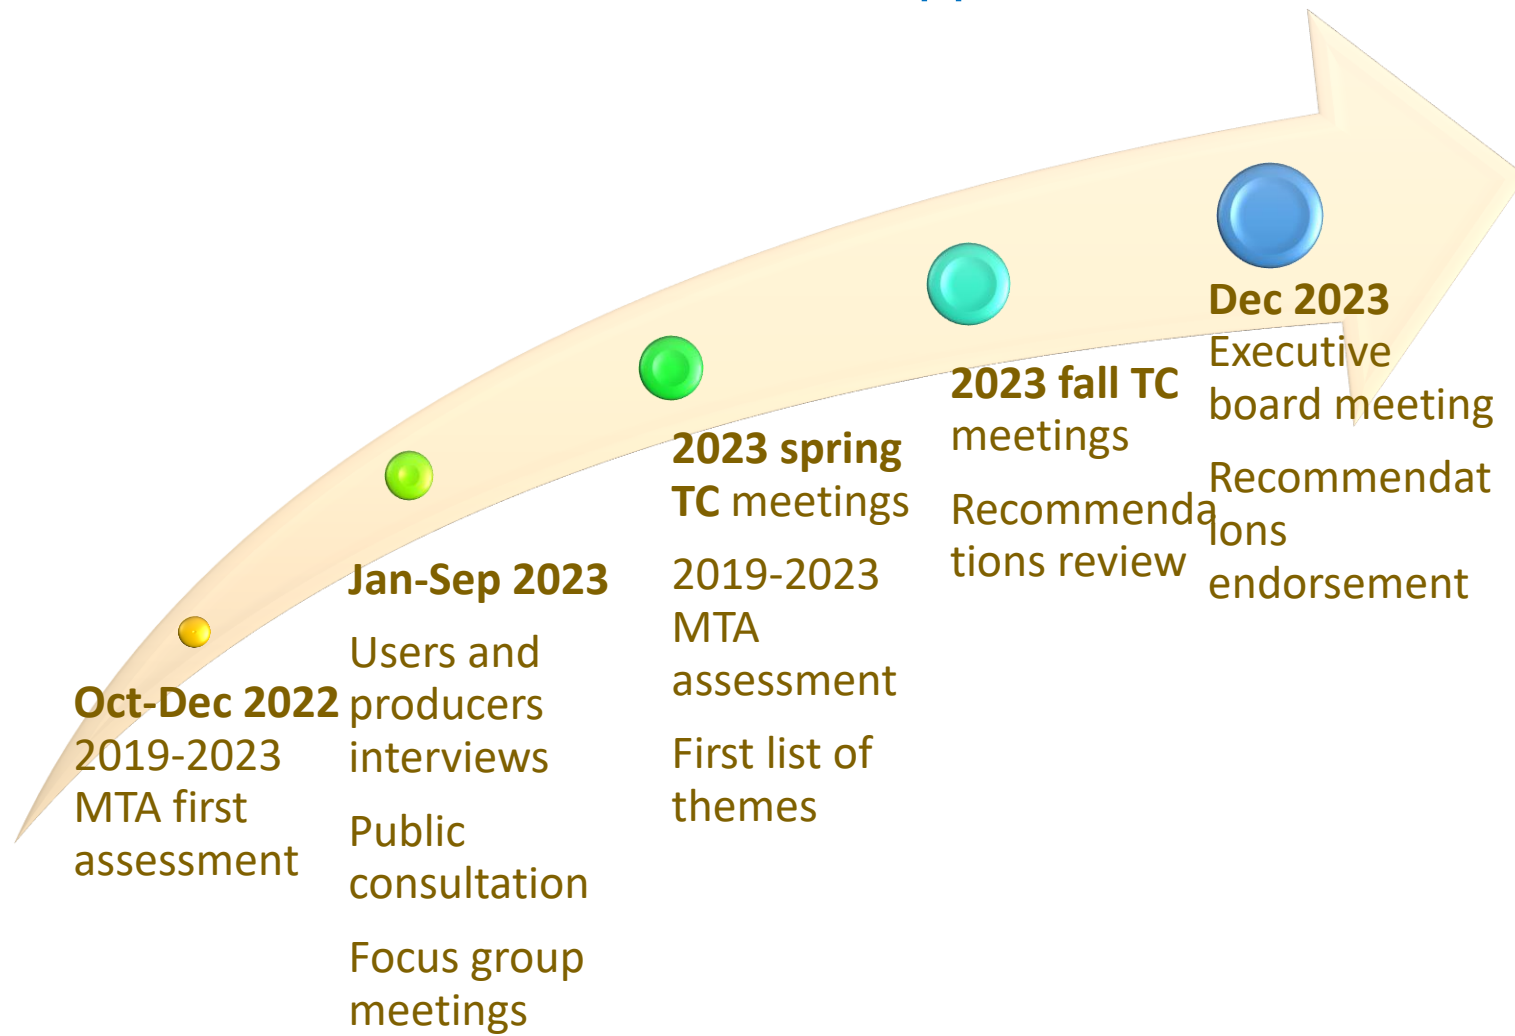 Oct-Dec 2022
2019-2023
MTA first
assessment
Jan-Sep 2023
Users and
producers
interviews
Public
consultation
Focus group
meetings
2023 spring
TC meetings
2019-2023
MTA
assessment
First list of
themes
2023 fall TC
meetings
Recommenda
tions review
Dec 2023
Executive
board meeting
Recommendat
ions
endorsement